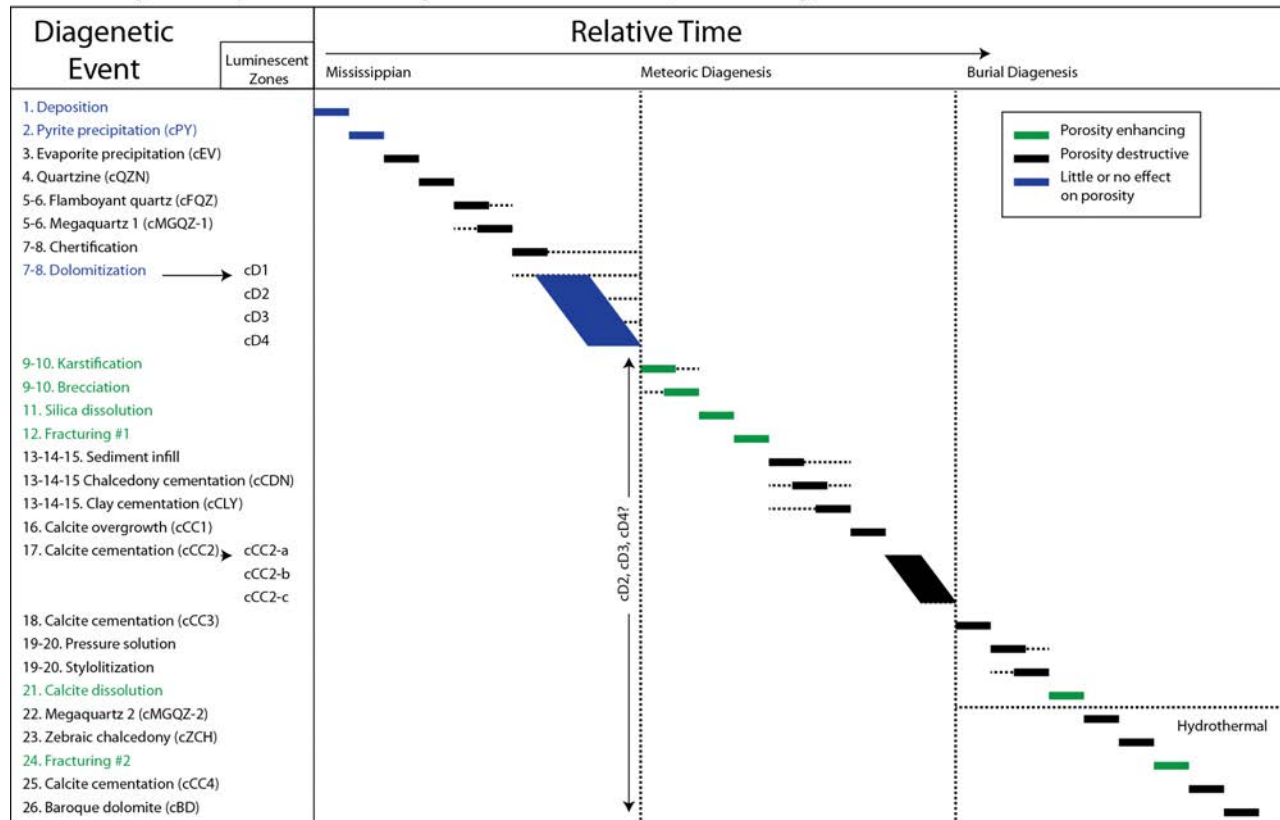 Diagenetic
Event
Luminescent
Zones
Relative Time
Mississippian
Meteoric Diagenesis
Burial Diagenesis
1. Deposition
2. Pyrite precipitation (cPY)
3. Evaporite precipitation (cEV)
4. Quartzine (cQZN)
5-6. Flamboyant quartz (cFQZ)
5-6. Megaquartz 1 (cMGQZ-1)
7-8. Chertification
7-8. Dolomitization
cD1
cD2
cD3
cD4
9-10. Karstification
9-10. Brecciation
11. Silica dissolution
12. Fracturing #1
13-14-15. Sediment infill
13-14-15 Chalcedony cementation (cCDN)
13-14-15. Clay cementation (cCLY)
16. Calcite overgrowth (cCC1)
17. Calcite cementation (cCC2)
cCC2-a
cCC2-b
cCC2-c
18. Calcite cementation (cCC3)
19-20. Pressure solution
19-20. Stylolitization
21. Calcite dissolution
22. Megaquartz 2 (cMGQZ-2)
23. Zebraic chalcedony (cZCH)
24. Fracturing #2
25. Calcite cementation (cCC4)
26. Baroque dolomite (cBD)
Porosity enhancing
Porosity destructive
Little or no effect
on porosity
cD2, cD3, cD4?
Hydrothermal